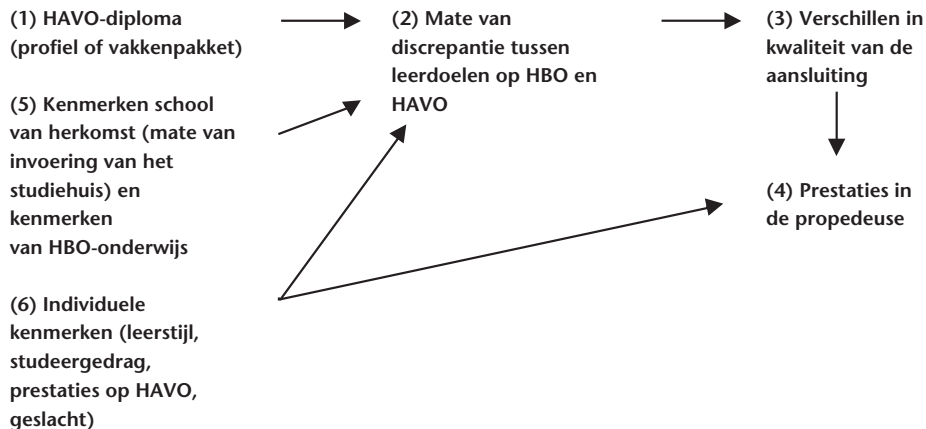 (1) HAVO-diploma
(profiel of vakkenpakket)
(2) Mate van
discrepantie tussen
leerdoelen op HBO en
HAVO
(3) Verschillen in
kwaliteit van de
aansluiting
(5) Kenmerken school
van herkomst (mate van
invoering van het
studiehuis) en
kenmerken
van HBO-onderwijs
(4) Prestaties in
de propedeuse
(6) Individuele
kenmerken (leerstijl,
studeergedrag,
prestaties op HAVO,
geslacht)